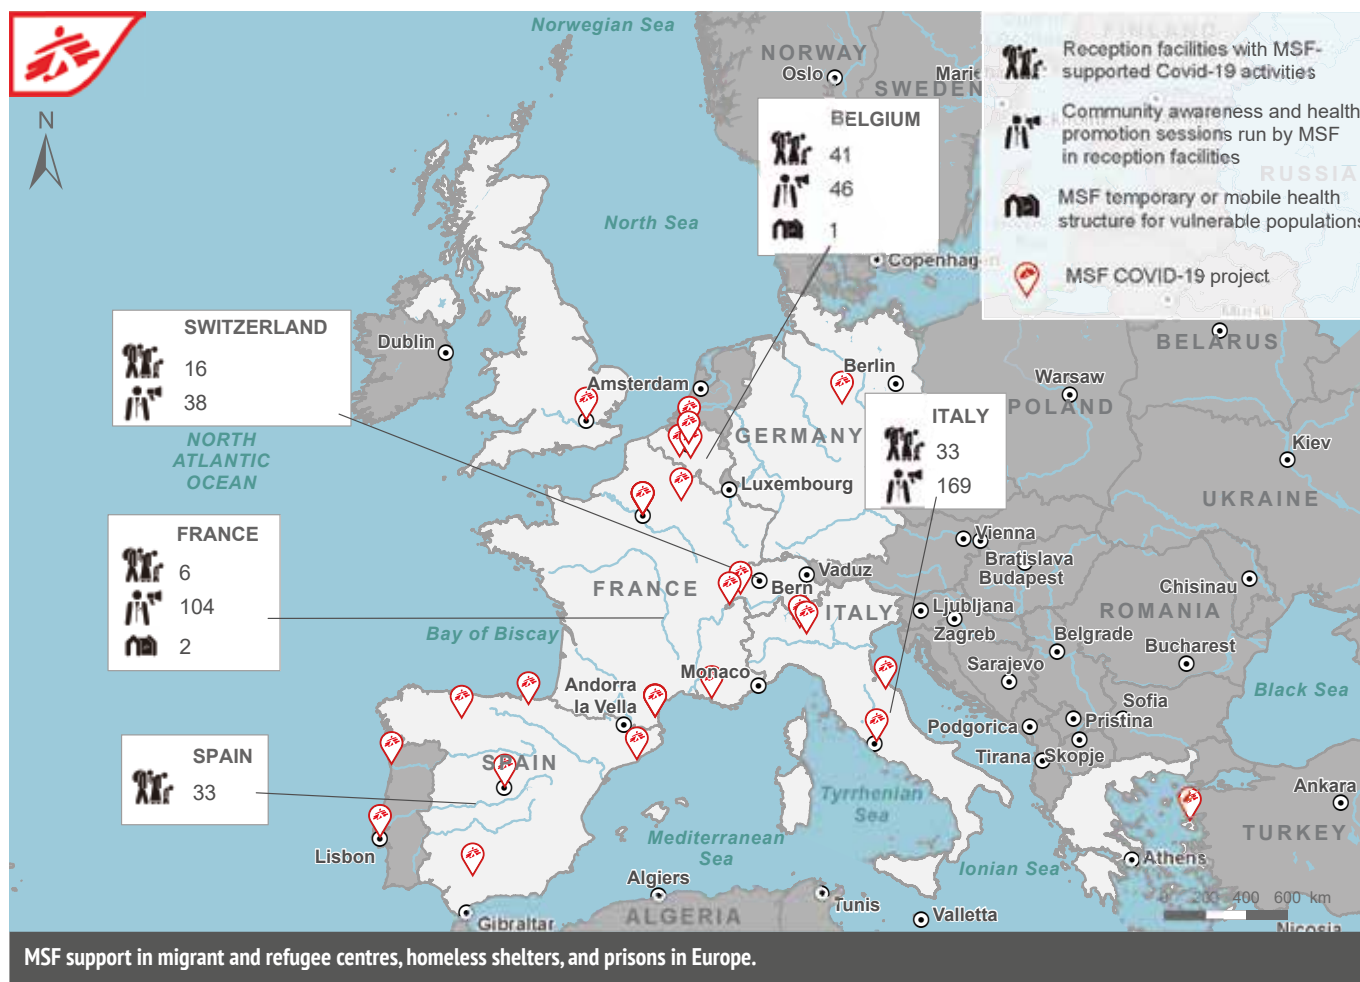 Norwegian Sea
FINLAND
NORWAY
Oslo
SWEDEN
Reception facilities with MSF-
supported Covid-19 activities
Community awareness and health
promotion sessions run by MSF
in reception facilities
RUSSIA
MSF temporary or mobile health
structure for vulnerable populations
MSF COVID-19 project
N
BELGIUM
41
46
1
North Sea
Copenhag
SWITZERLAND
16
38
Dublin
Amsterdam
Berlin
BELARUS
Warsaw
POLAND
ITALY
33
169
GERMANY
Kiev
NORTH
ATLANTIC
OCEAN
Luxembourg
UKRAINE
FRANCE
6
104
2
Vienna
Bratislava
Budapest
Vaduz
Bern
Chisinau
FRANCE
ITALY
Ljubljana
Zagreb
ROMANIA
Bay of Biscay
Belgrade
Bucharest
Sarajevo
Monaco
Andorra
la Vella
Black Sea
Sofia
Podgorica
Pristina
Tirana
Skopje
SPAIN
33
SPAIN
Ankara
Tyrrhenian
Sea
TURKEY
Mediterranean
Sea
Lisbon
Ionian Sea
Athens
Algiers
Tunis
0 200 400 600 km
Gibraltar
ALGERIA
Valletta
Nicosia
MSF support in migrant and refugee centres, homeless shelters, and prisons in Europe.